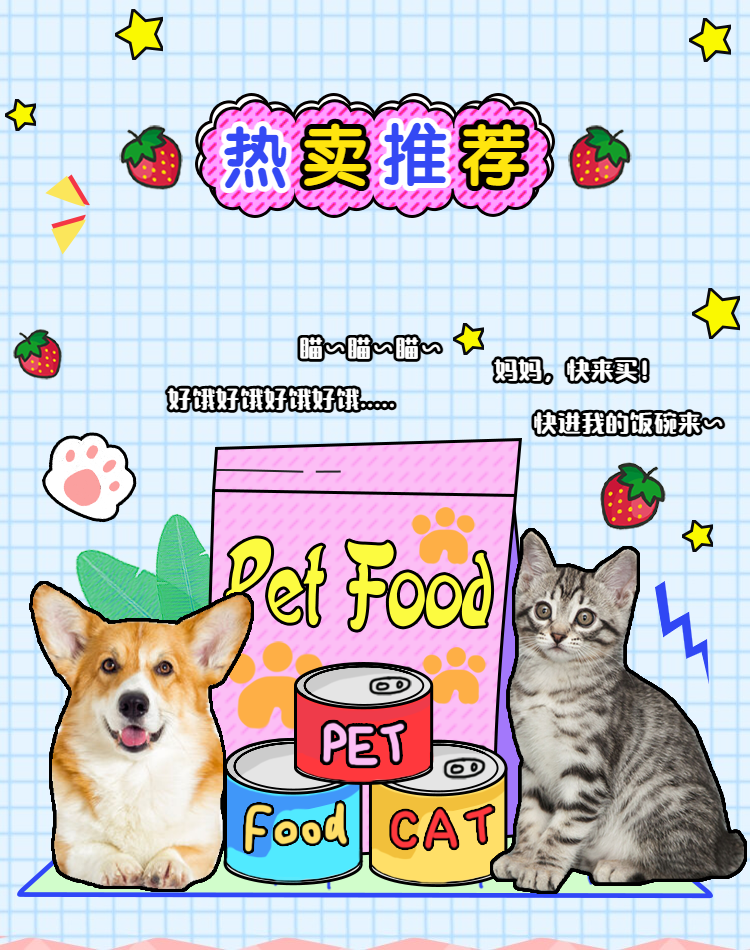 热卖推荐
瞄~瞄~瞄~
妈妈，快来买！
好饿好饿好饿好饿.....
快进我的饭碗来~
Pet Food
PET
Food
CAT